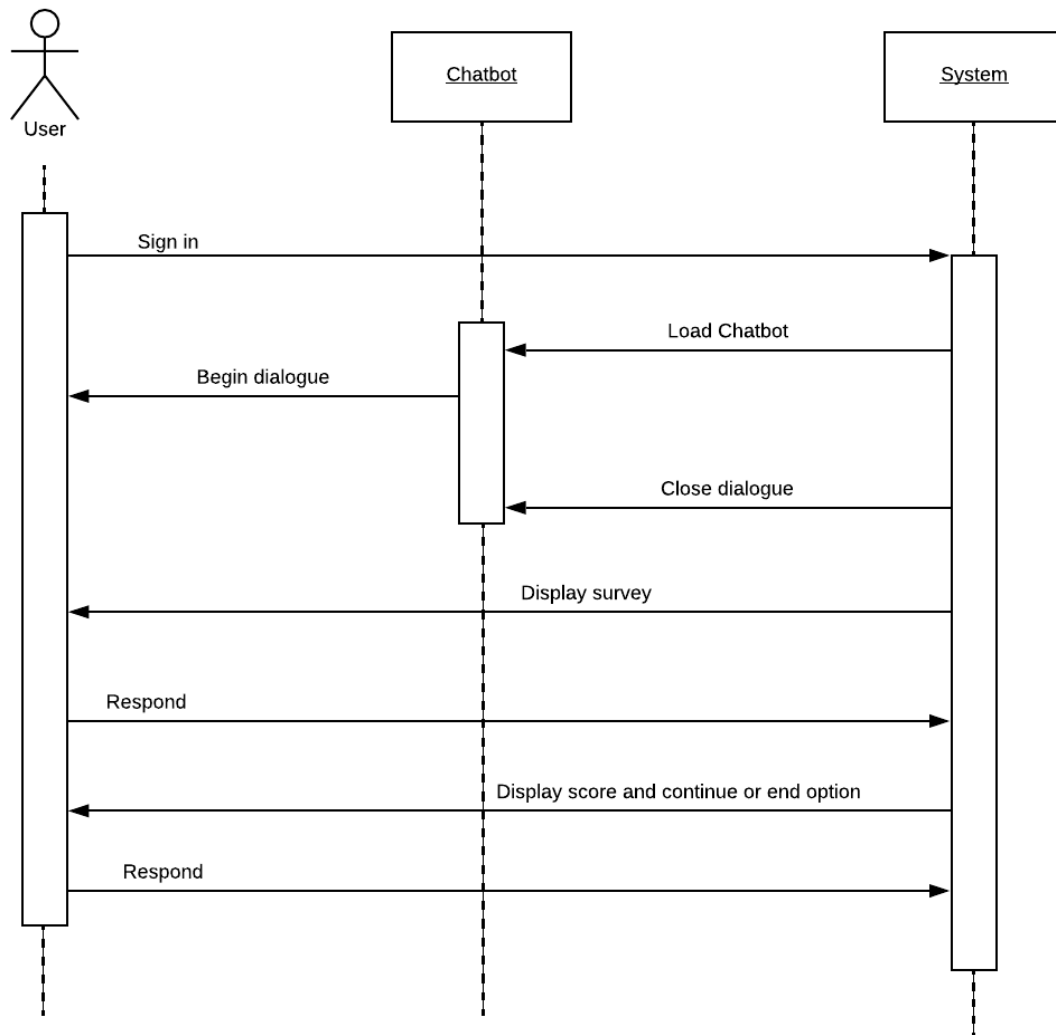 Chatbot
System
User
Sign in
Load Chatbot
Begin dialogue
Close dialogue
Display survey
Respond
Display score and continue or end option
Respond